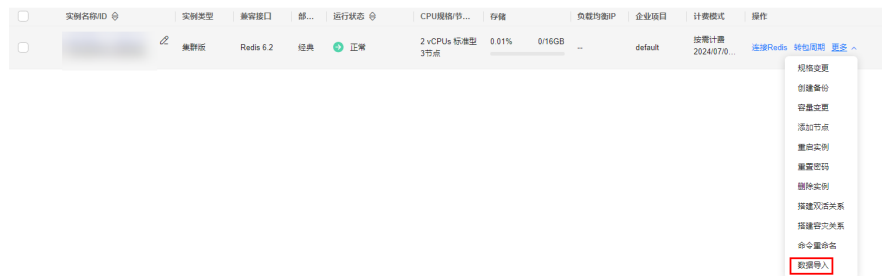 实例名称/ID 实例类型 兼容接口 部... 运行状态 CPU规格/节... 存储 负载均衡IP 企业项目 计费模式 操作
集群版 Redis 6.2 经典 正常 2 vCPUs 标准型 3节点 0.01% 0/16GB -- default 按需计费 2024/07/0... 连接Redis 转包周期 更多
规格变更
创建备份
容量变更
添加节点
重启实例
重置密码
删除实例
搭建双活关系
搭建容灾关系
命令重命名
数据导入